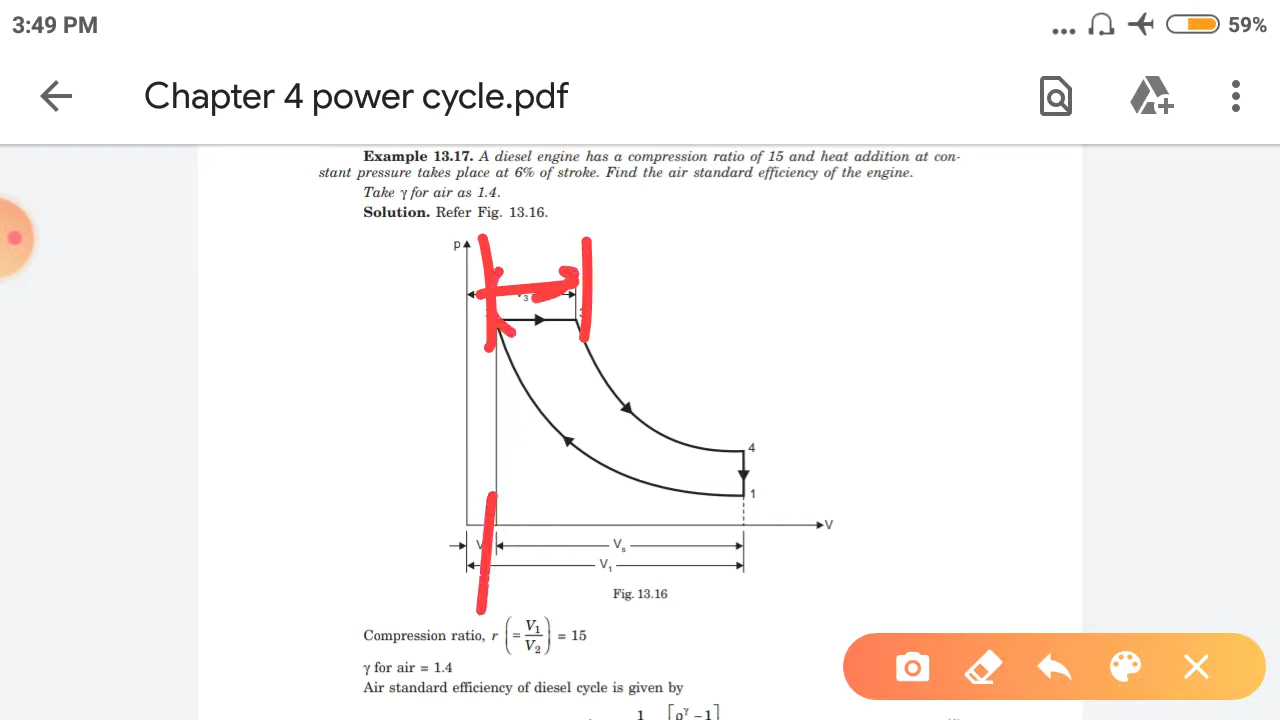 3:49 PM
59%
Chapter 4 power cycle.pdf
Example 13.17. A diesel engine has a compression ratio of 15 and heat addition at con-
stant pressure takes place at 6% of stroke. Find the air standard efficiency of the engine.
Take γ for air as 1.4.
Solution. Refer Fig. 13.16.
p
3
4
1
V
V
Vs
V1
Fig. 13.16
Compression ratio, r (= V1/V2) = 15
γ for air = 1.4
Air standard efficiency of diesel cycle is given by
1 [ρ^γ − 1]